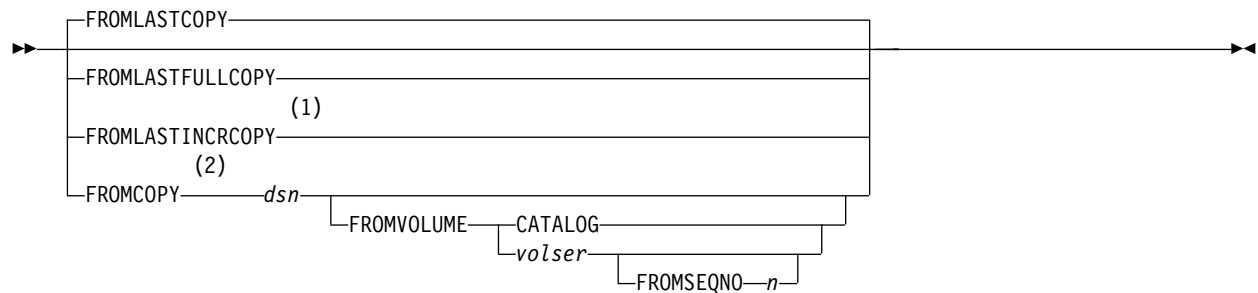 FROMLASTCOPY
FROMLASTFULLCOPY
(1)
FROMLASTINCRCOPY
(2)
FROMCOPY dsn
FROMVOLUME CATALOG
volser
FROMSEQNO n